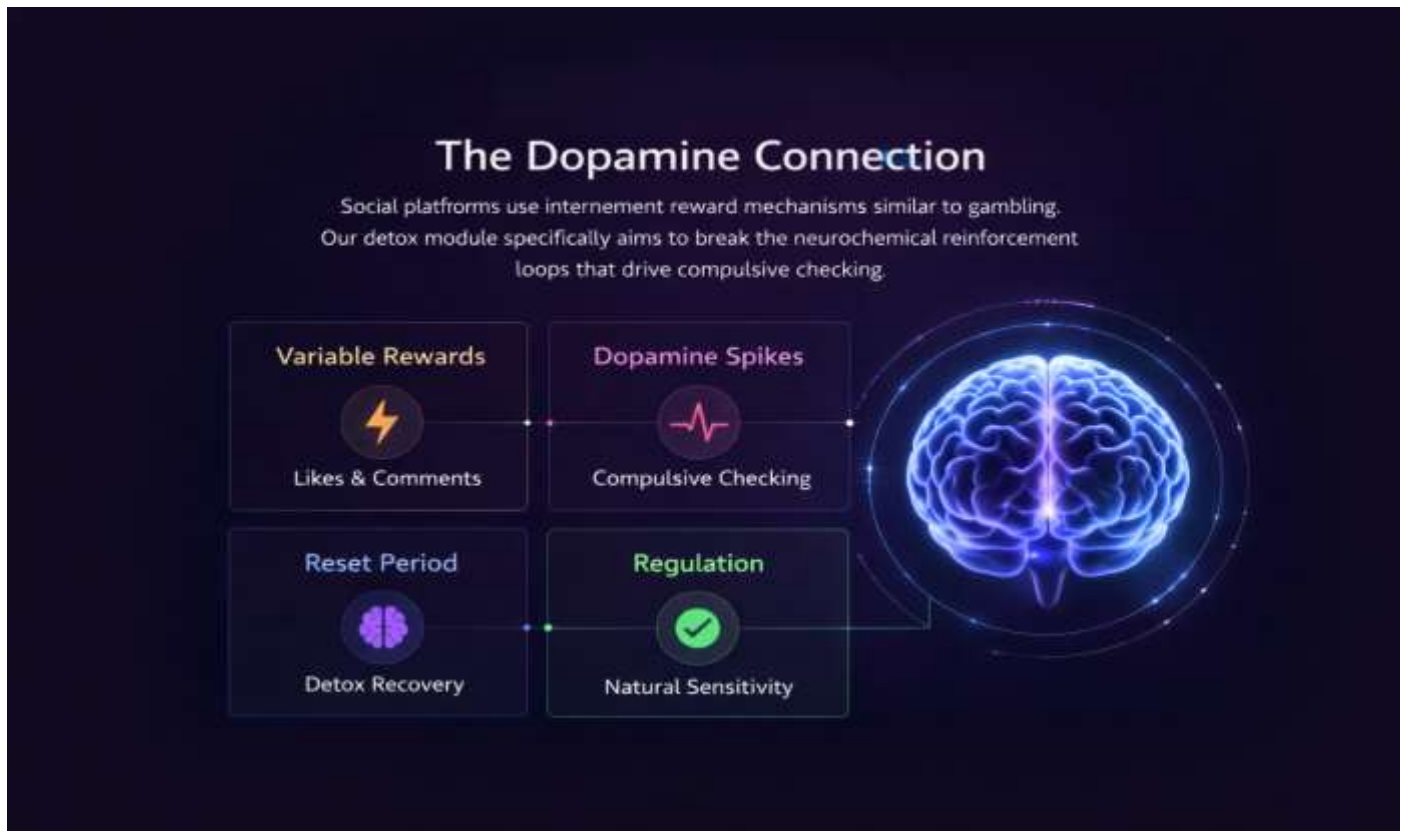 The Dopamine Connection
Social platfrorms use internement reward mechanisms similar to gambling.
Our detox module specifically aims to break the neurochemical reinforcement
loops that drive compulsive checking.
Variable Rewards
Likes & Comments
Dopamine Spikes
Compulsive Checking
Reset Period
Detox Recovery
Regulation
Natural Sensitivity